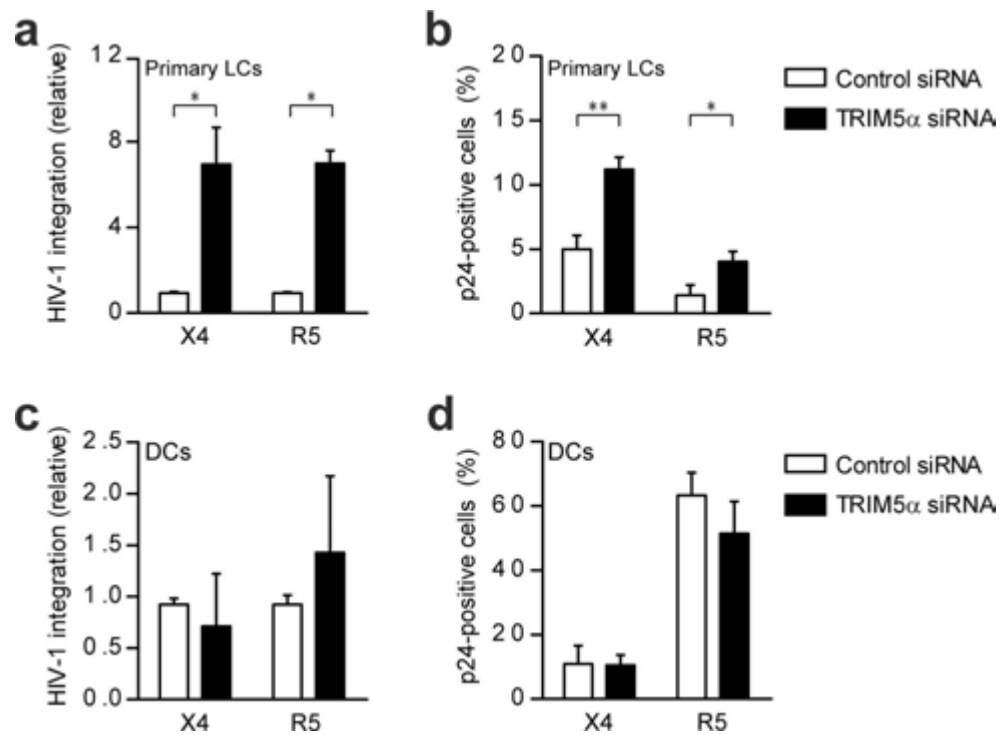 a
HIV-1 integration (relative)
12
8
4
0
Primary LCs
*
*
X4
R5
b
p24-positive cells (%)
20
15
10
5
0
Primary LCs
**
*
X4
R5
Control siRNA
TRIM5α siRNA
c
HIV-1 integration (relative)
2.5
2.0
1.5
1.0
0.5
0.0
DCs
X4
R5
d
p24-positive cells (%)
80
60
40
20
0
DCs
X4
R5
Control siRNA
TRIM5α siRNA